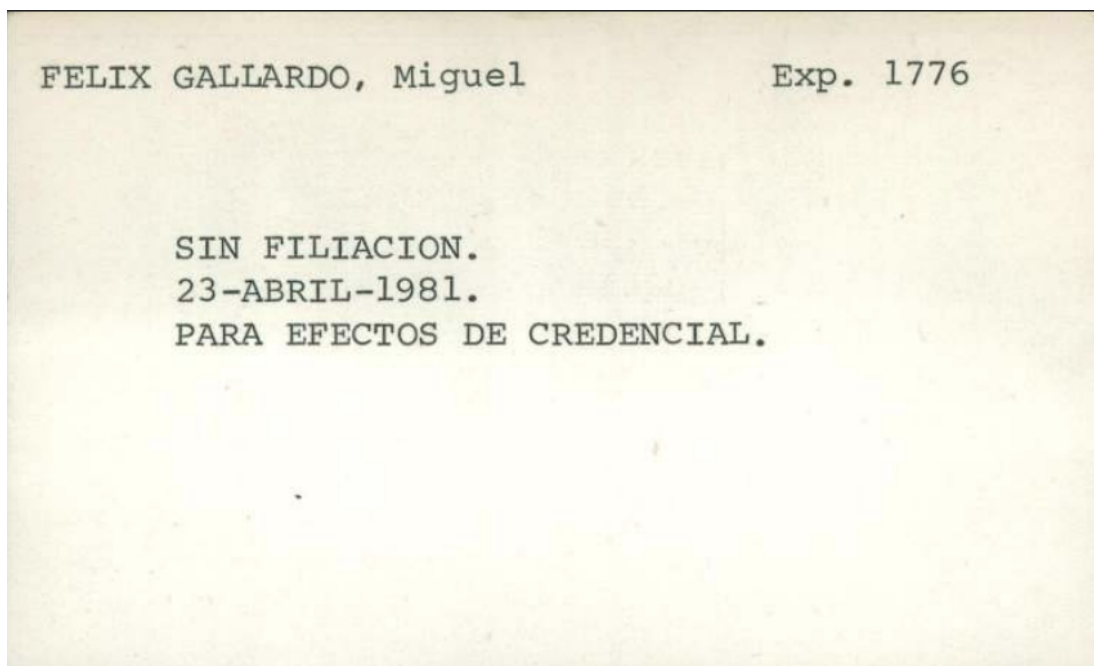 FELIX GALLARDO, Miguel Exp. 1776
SIN FILIACION.
23-ABRIL-1981.
PARA EFECTOS DE CREDENCIAL.